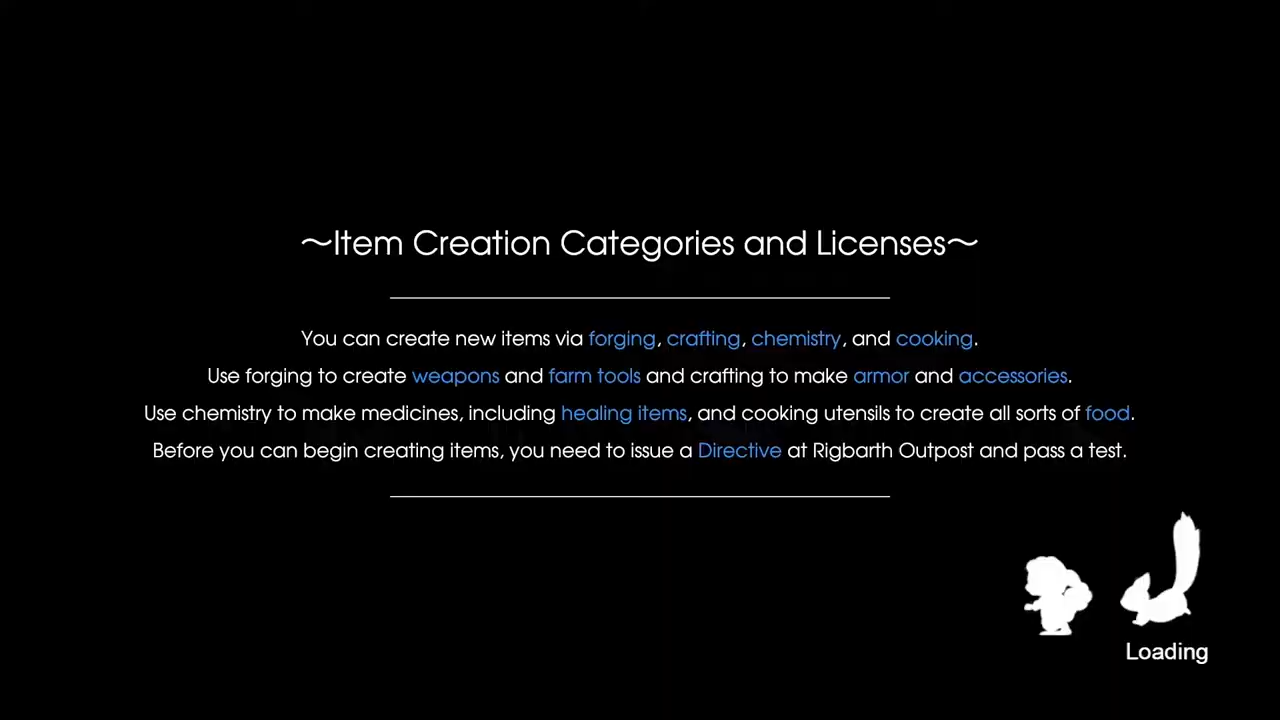 ～Item Creation Categories and Licenses～
You can create new items via forging, crafting, chemistry, and cooking.
Use forging to create weapons and farm tools and crafting to make armor and accessories.
Use chemistry to make medicines, including healing items, and cooking utensils to create all sorts of food.
Before you can begin creating items, you need to issue a Directive at Rigbarth Outpost and pass a test.
Loading